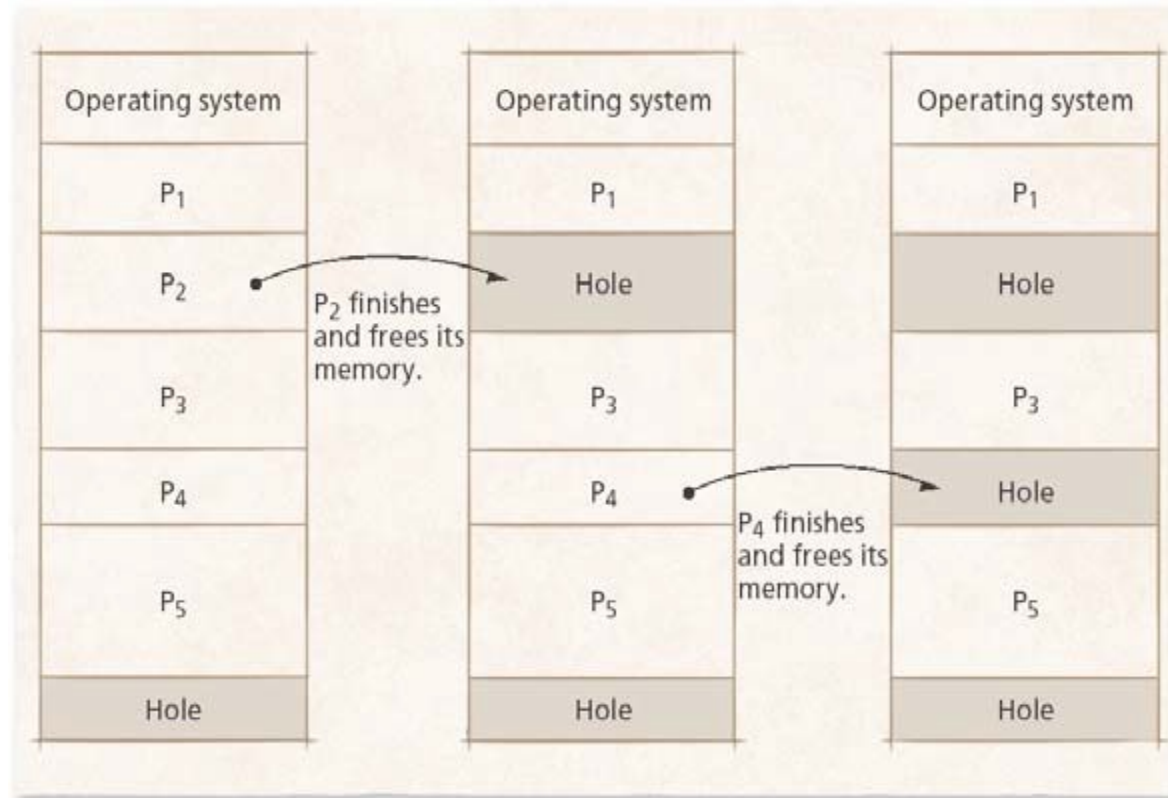 Operating system
P1
P2
P3
P4
P5
Hole
P2 finishes
and frees its
memory.
Operating system
P1
Hole
P3
P4
P5
Hole
P4 finishes
and frees its
memory.
Operating system
P1
Hole
P3
Hole
P5
Hole